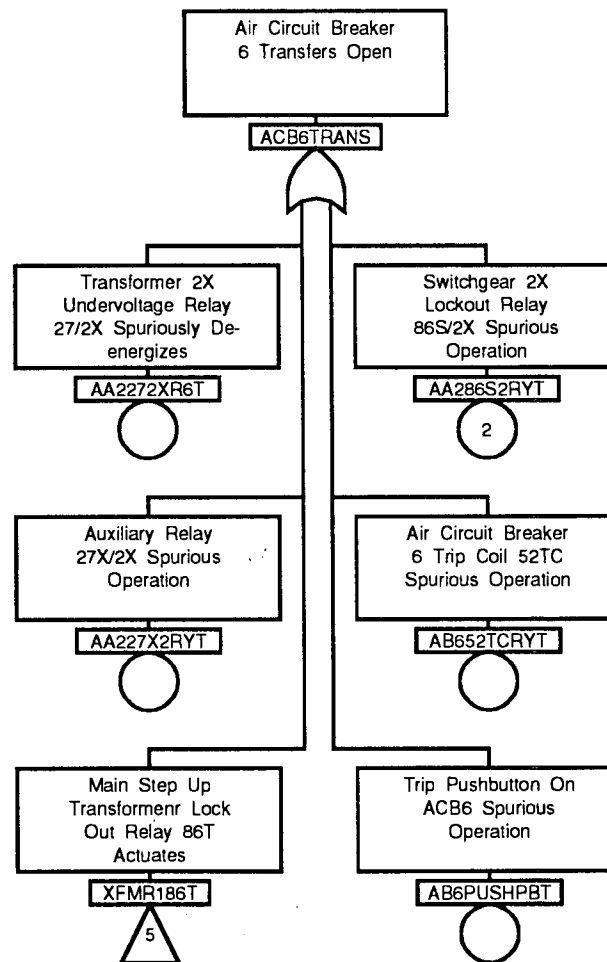 Air Circuit Breaker
6 Transfers Open
ACB6TRANS
Transformer 2X
Undervoltage Relay
27/2X Spuriously De-
energizes
AA2272XR6T
Switchgear 2X
Lockout Relay
86S/2X Spurious
Operation
AA286S2RYT
2
Auxiliary Relay
27X/2X Spurious
Operation
AA227X2RYT
Air Circuit Breaker
6 Trip Coil 52TC
Spurious Operation
AB652TCRYT
Main Step Up
Transformenr Lock
Out Relay 86T
Actuates
XFMR186T
5
Trip Pushbutton On
ACB6 Spurious
Operation
AB6PUSHPBT